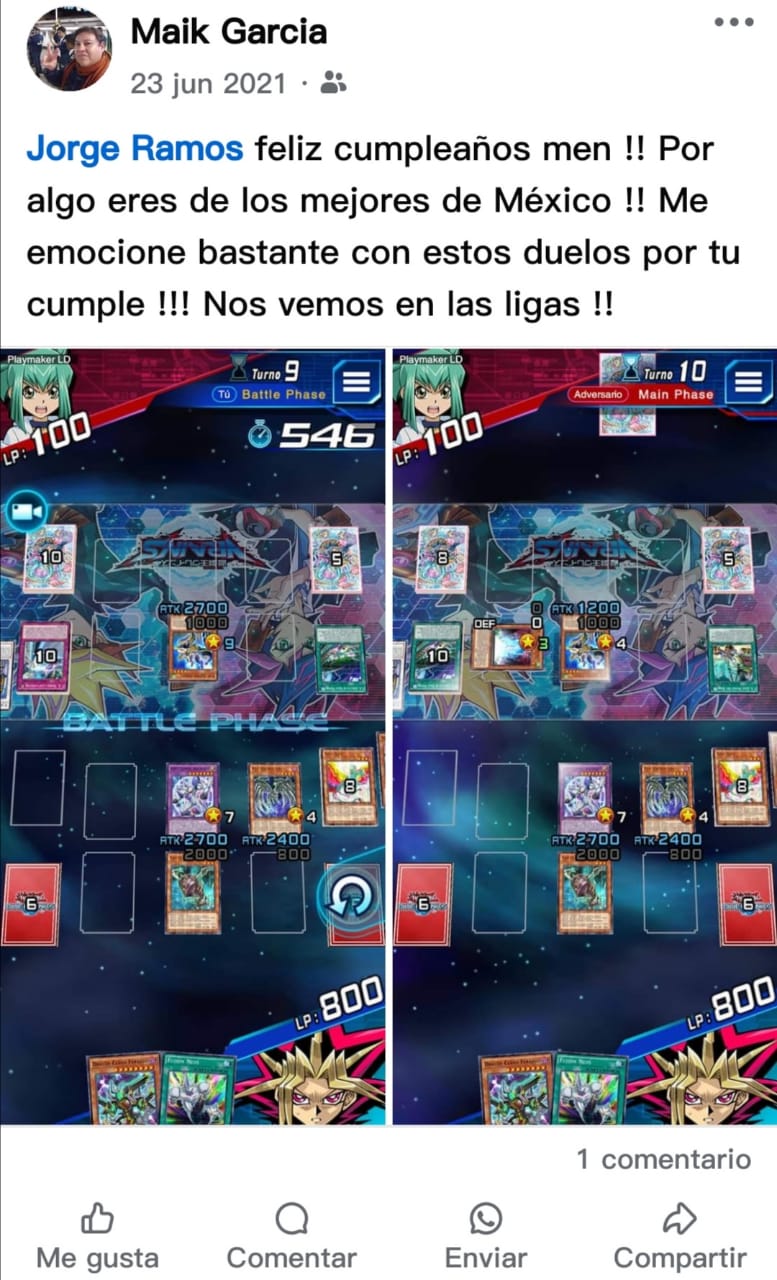 Maik Garcia
23 jun 2021 ·
Jorge Ramos feliz cumpleaños men !! Por
algo eres de los mejores de México !! Me
emocione bastante con estos duelos por tu
cumple !!! Nos vemos en las ligas !!
Playmaker LD
Turno 9
Tú Battle Phase
LP: 100
546
10
5
ATK 2700
1000
9
10
BATTLE PHASE
7
4
8
ATK 2700 ATK 2400
2000 800
6
LP: 800
Playmaker LD
Turno 10
Adversario Main Phase
LP: 100
8
5
0 ATK 1200
DEF 0 1000
3
4
10
7
4
8
ATK 2700 ATK 2400
2000 800
6
6
LP: 800
1 comentario
Me gusta
Comentar
Enviar
Compartir